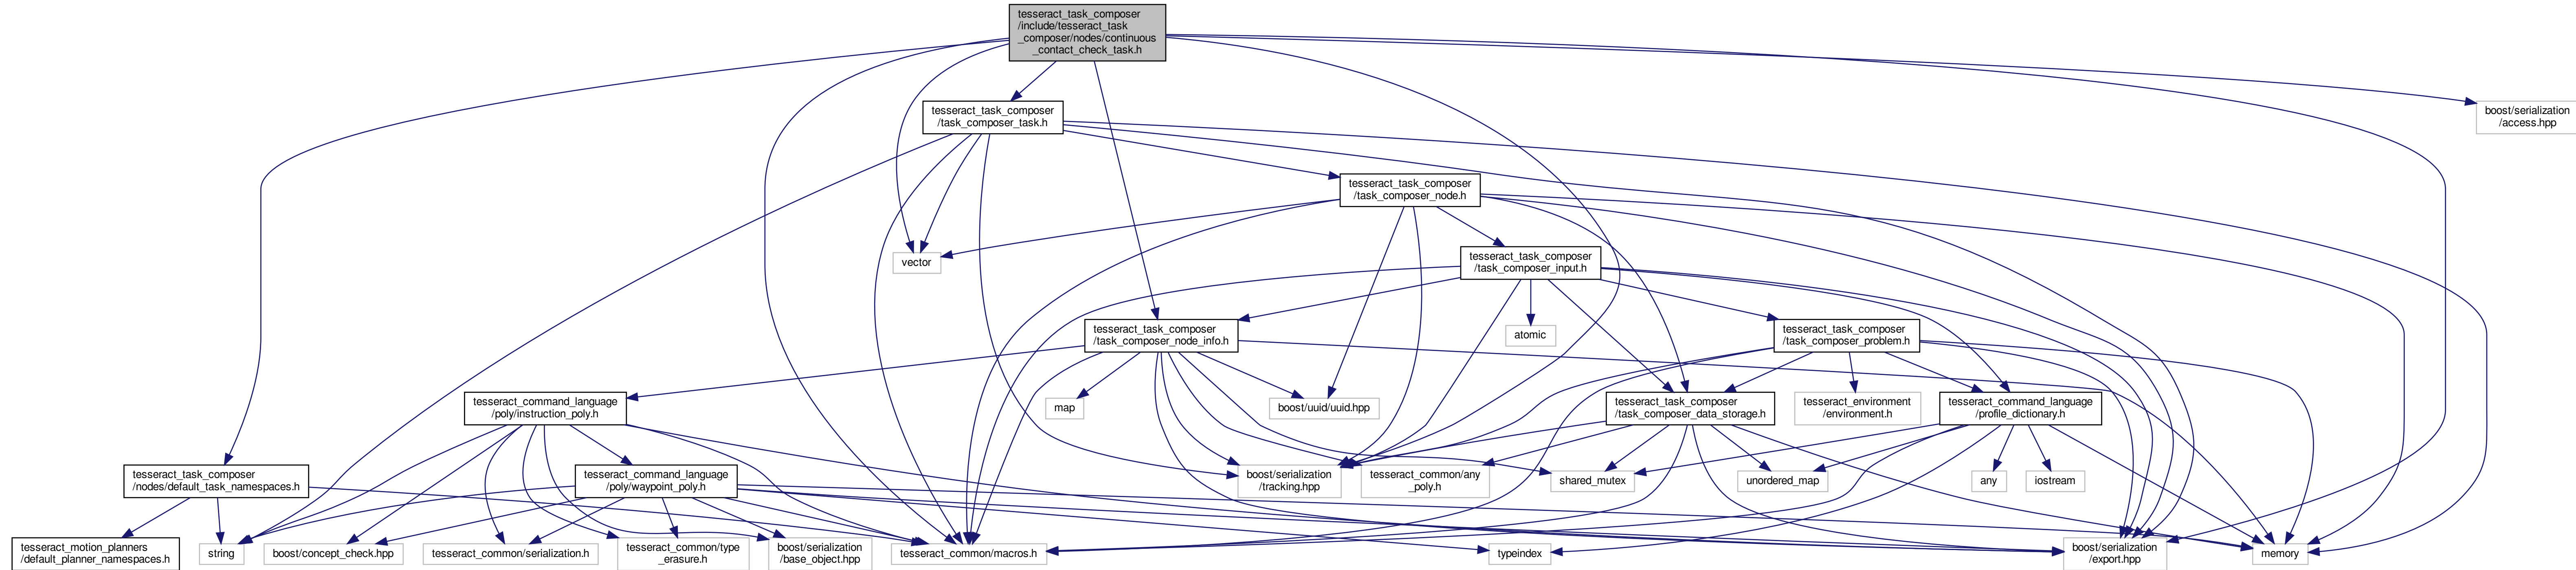 tesseract_task_composer
/include/tesseract_task
_composer/nodes/continuous
_contact_check_task.h
tesseract_task_composer
/task_composer_task.h
boost/serialization
/access.hpp
tesseract_task_composer
/task_composer_node.h
vector
tesseract_task_composer
/task_composer_input.h
tesseract_task_composer
/task_composer_node_info.h
atomic
tesseract_task_composer
/task_composer_problem.h
tesseract_command_language
/poly/instruction_poly.h
map
boost/uuid/uuid.hpp
tesseract_task_composer
/task_composer_data_storage.h
tesseract_environment
/environment.h
tesseract_command_language
/profile_dictionary.h
tesseract_task_composer
/nodes/default_task_namespaces.h
tesseract_command_language
/poly/waypoint_poly.h
boost/serialization
/tracking.hpp
tesseract_common/any
_poly.h
shared_mutex
unordered_map
any
iostream
tesseract_motion_planners
/default_planner_namespaces.h
string
boost/concept_check.hpp
tesseract_common/serialization.h
tesseract_common/type
_erasure.h
boost/serialization
/base_object.hpp
tesseract_common/macros.h
typeindex
boost/serialization
/export.hpp
memory